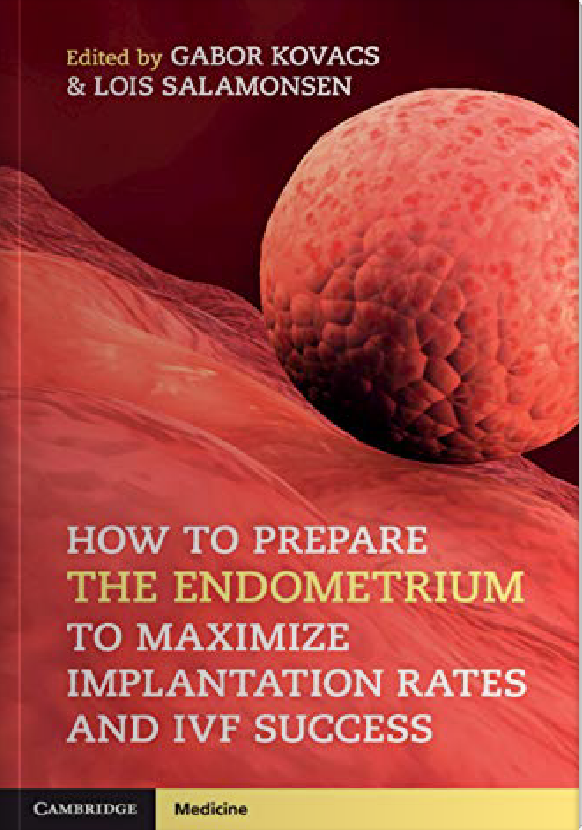 Edited by GABOR KOVACS
& LOIS SALAMONSEN
HOW TO PREPARE
THE ENDOMETRIUM
TO MAXIMIZE
IMPLANTATION RATES
AND IVF SUCCESS
CAMBRIDGE Medicine